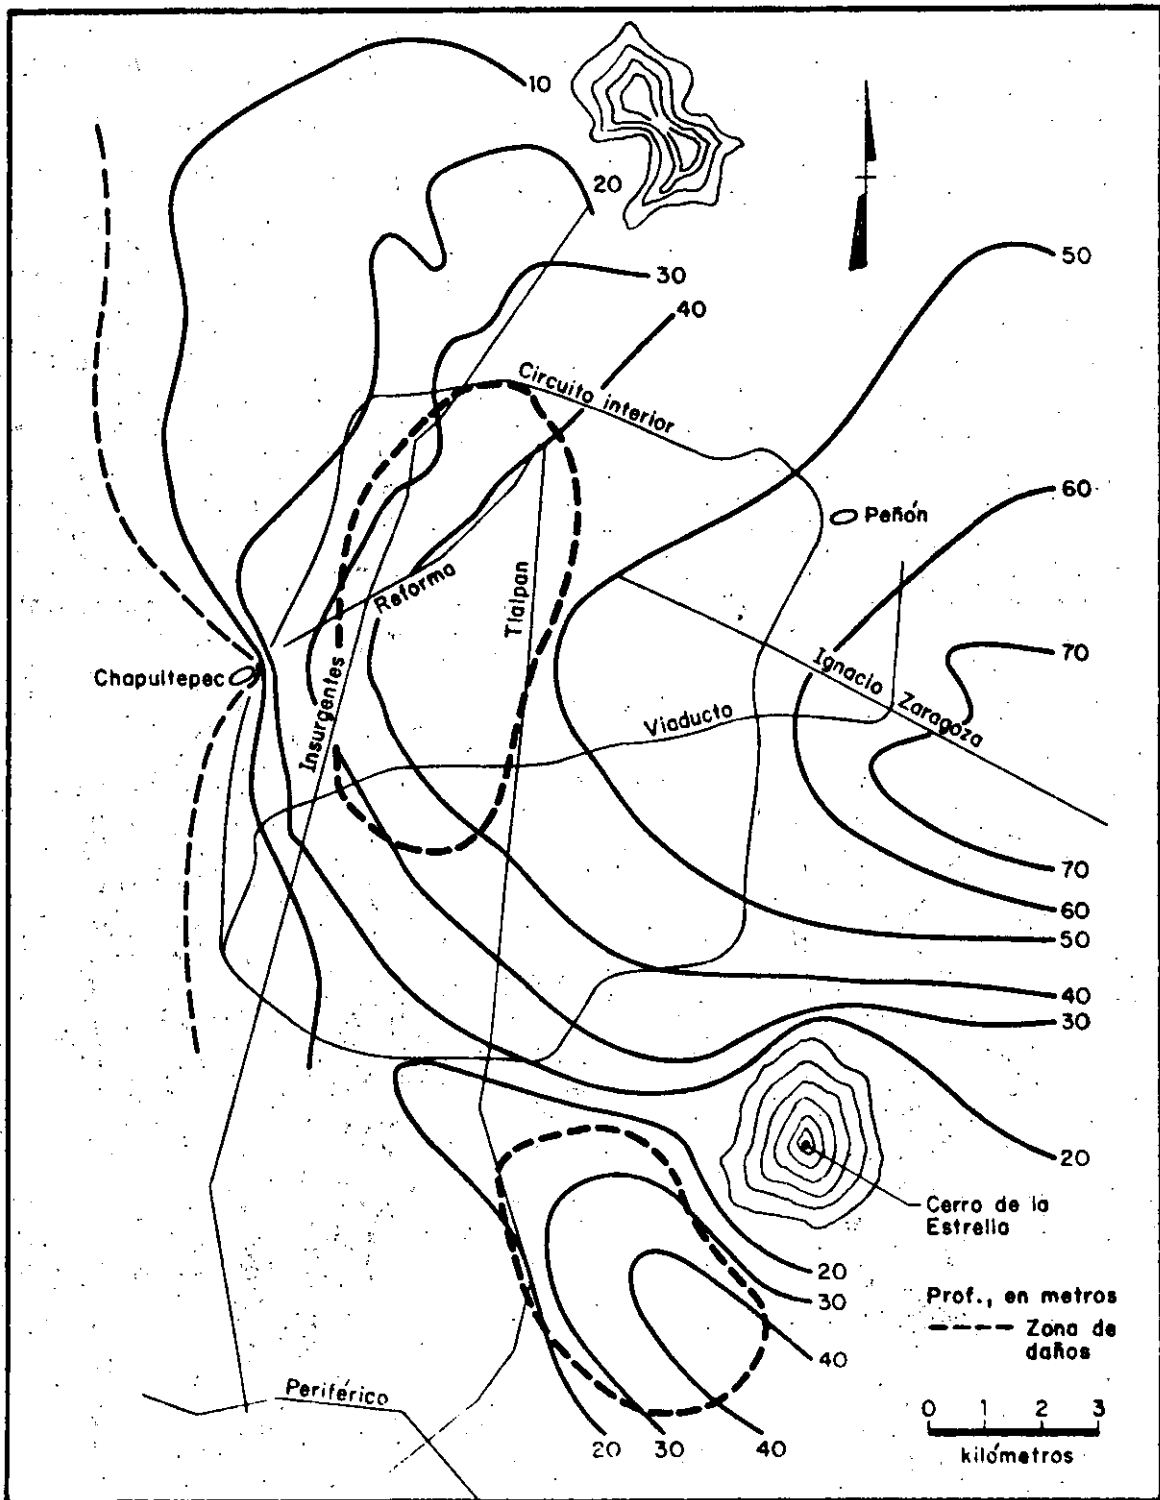 10
20
50
30
40
Circuito interior
60
Peñón
Reforma
Tlalpan
Ignacio Zaragoza
70
Chapultepec
Insurgentes
Viaducto
70
60
50
40
30
20
Cerro de la
Estrella
20
30
Prof., en metros
Zona de
daños
40
Periférico
0 1 2 3
20
30
40
kilómetros